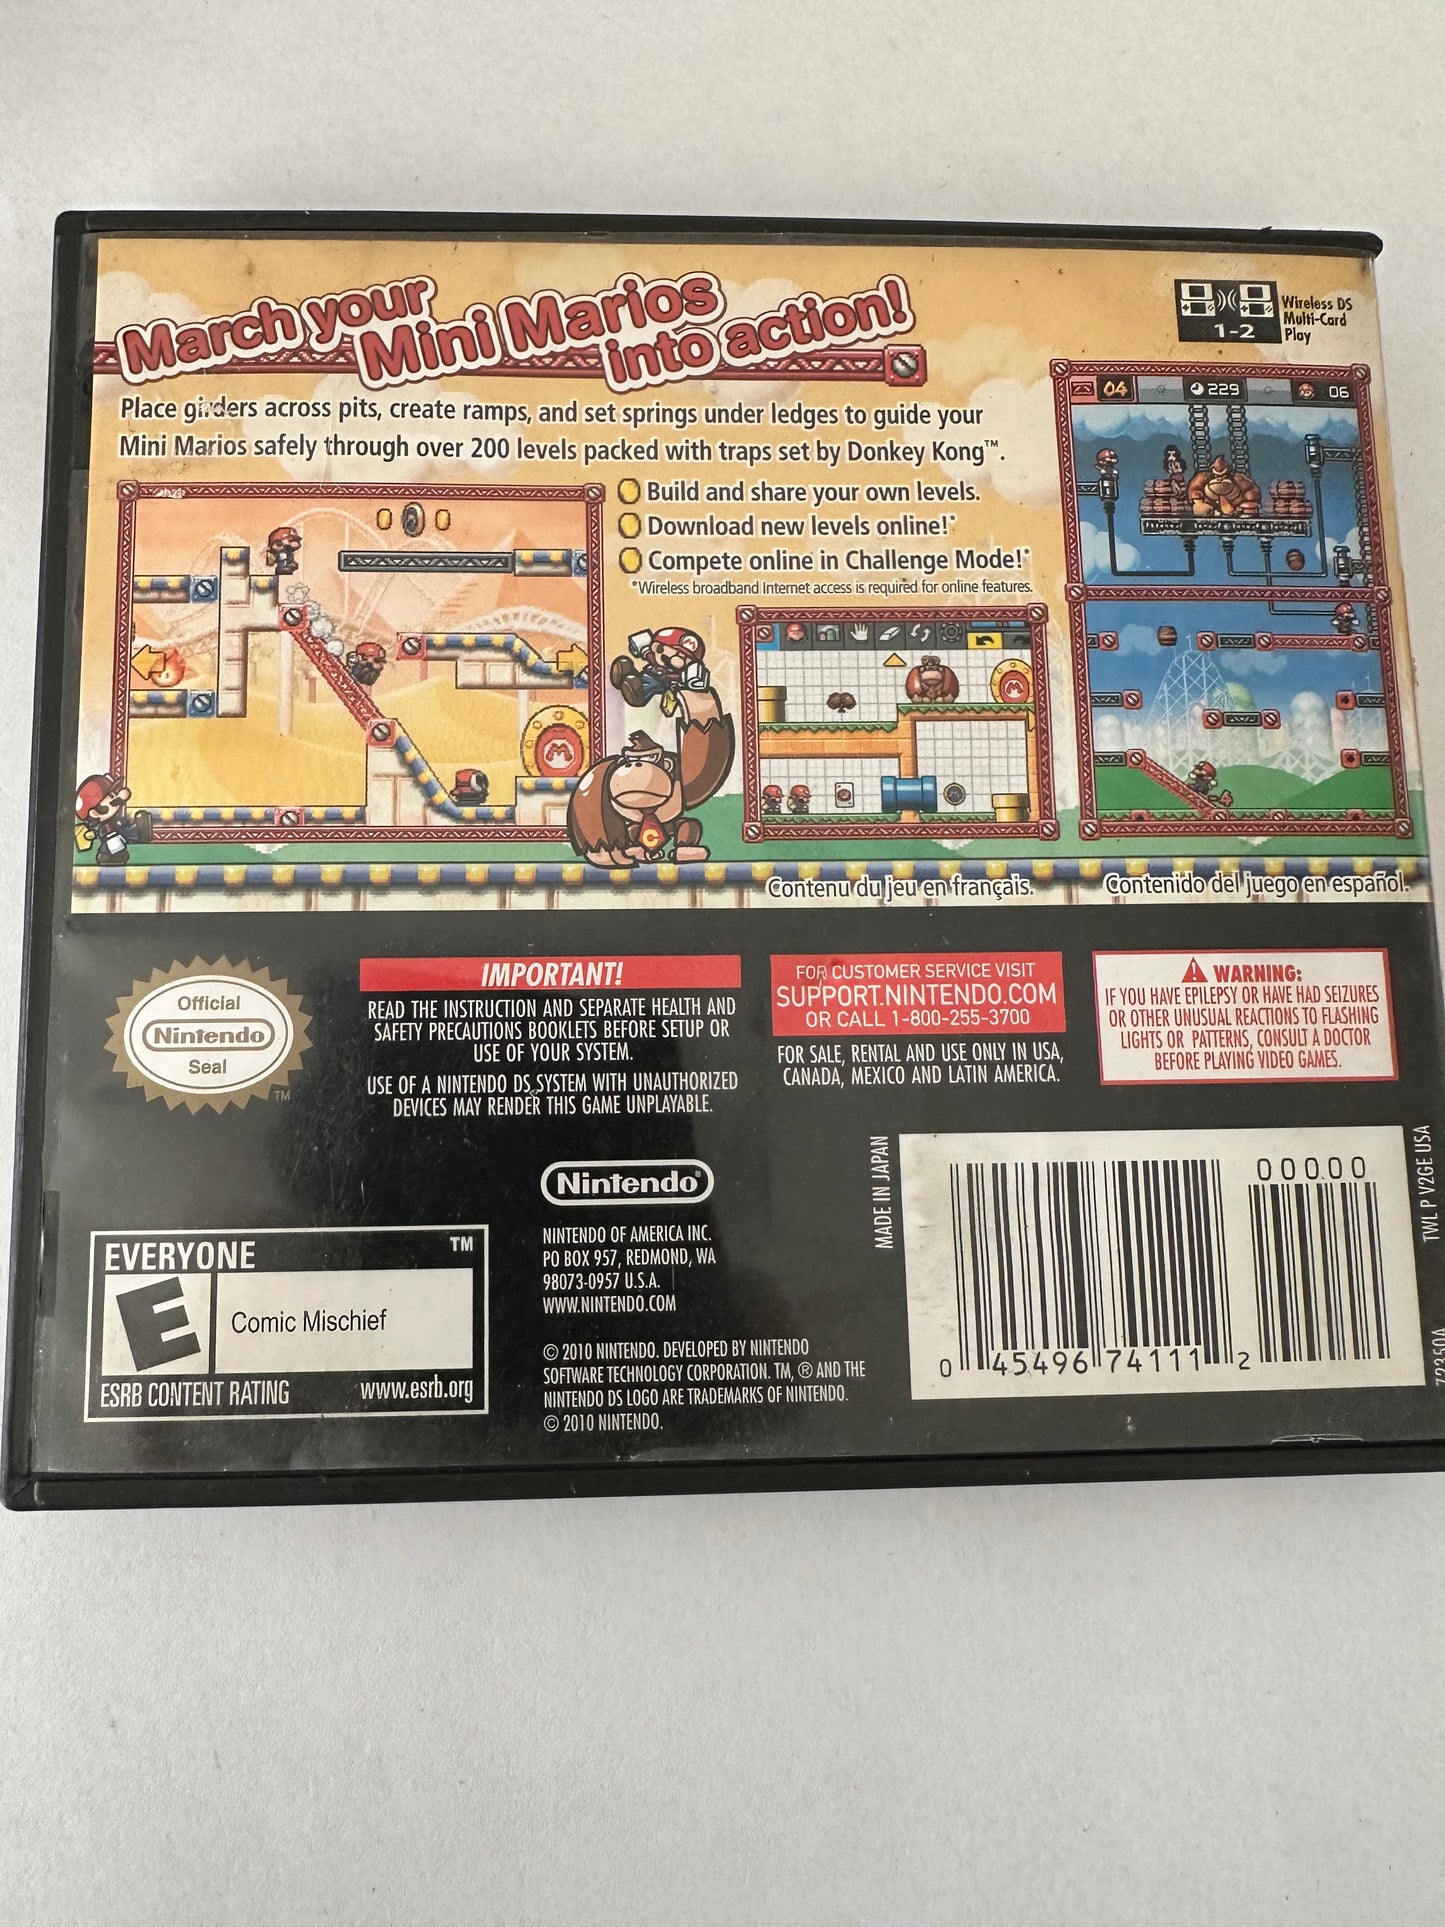 March your
Mini Marios
into action!
Wireless DS
Multi-Card
Play
1-2
Place girders across pits, create ramps, and set springs under ledges to guide your
Mini Marios safely through over 200 levels packed with traps set by Donkey Kong™.
Build and share your own levels.
Download new levels online!*
Compete online in Challenge Mode!*
*Wireless broadband Internet access is required for online features.
04
229
06
Contenu du jeu en français.
Contenido del juego en español.
Official
Nintendo
Seal
TM
IMPORTANT!
READ THE INSTRUCTION AND SEPARATE HEALTH AND
SAFETY PRECAUTIONS BOOKLETS BEFORE SETUP OR
USE OF YOUR SYSTEM.
USE OF A NINTENDO DS SYSTEM WITH UNAUTHORIZED
DEVICES MAY RENDER THIS GAME UNPLAYABLE.
FOR CUSTOMER SERVICE VISIT
SUPPORT.NINTENDO.COM
OR CALL 1-800-255-3700
FOR SALE, RENTAL AND USE ONLY IN USA,
CANADA, MEXICO AND LATIN AMERICA.
WARNING:
IF YOU HAVE EPILEPSY OR HAVE HAD SEIZURES
OR OTHER UNUSUAL REACTIONS TO FLASHING
LIGHTS OR PATTERNS, CONSULT A DOCTOR
BEFORE PLAYING VIDEO GAMES.
EVERYONE
TM
E
Comic Mischief
ESRB CONTENT RATING
www.esrb.org
Nintendo®
NINTENDO OF AMERICA INC.
PO BOX 957, REDMOND, WA
98073-0957 U.S.A.
WWW.NINTENDO.COM
© 2010 NINTENDO. DEVELOPED BY NINTENDO
SOFTWARE TECHNOLOGY CORPORATION. TM, ® AND THE
NINTENDO DS LOGO ARE TRADEMARKS OF NINTENDO.
© 2010 NINTENDO.
MADE IN JAPAN
00000
0 45496 74111 2
TWL P V2GE USA
72350A